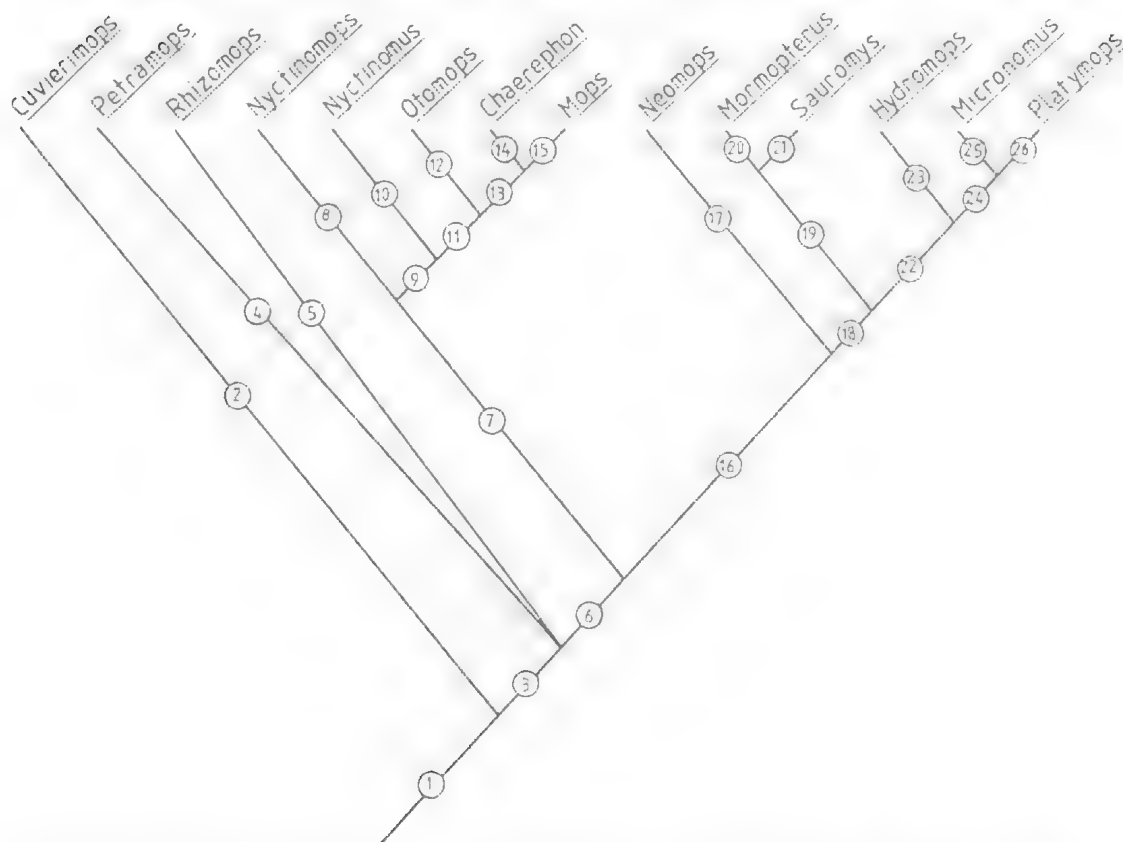 Cuvierimops
Petramops
Rhizomops
Nyctinomops
Nyctinomus
Otomops
Chaerephon
Mops
Neomops
Mormopterus
Sauromys
Hydromops
Micronomus
Platymops
20
21
14
15
25
26
12
23
10
13
24
8
17
11
19
9
22
4
5
18
2
7
16
6
3
1